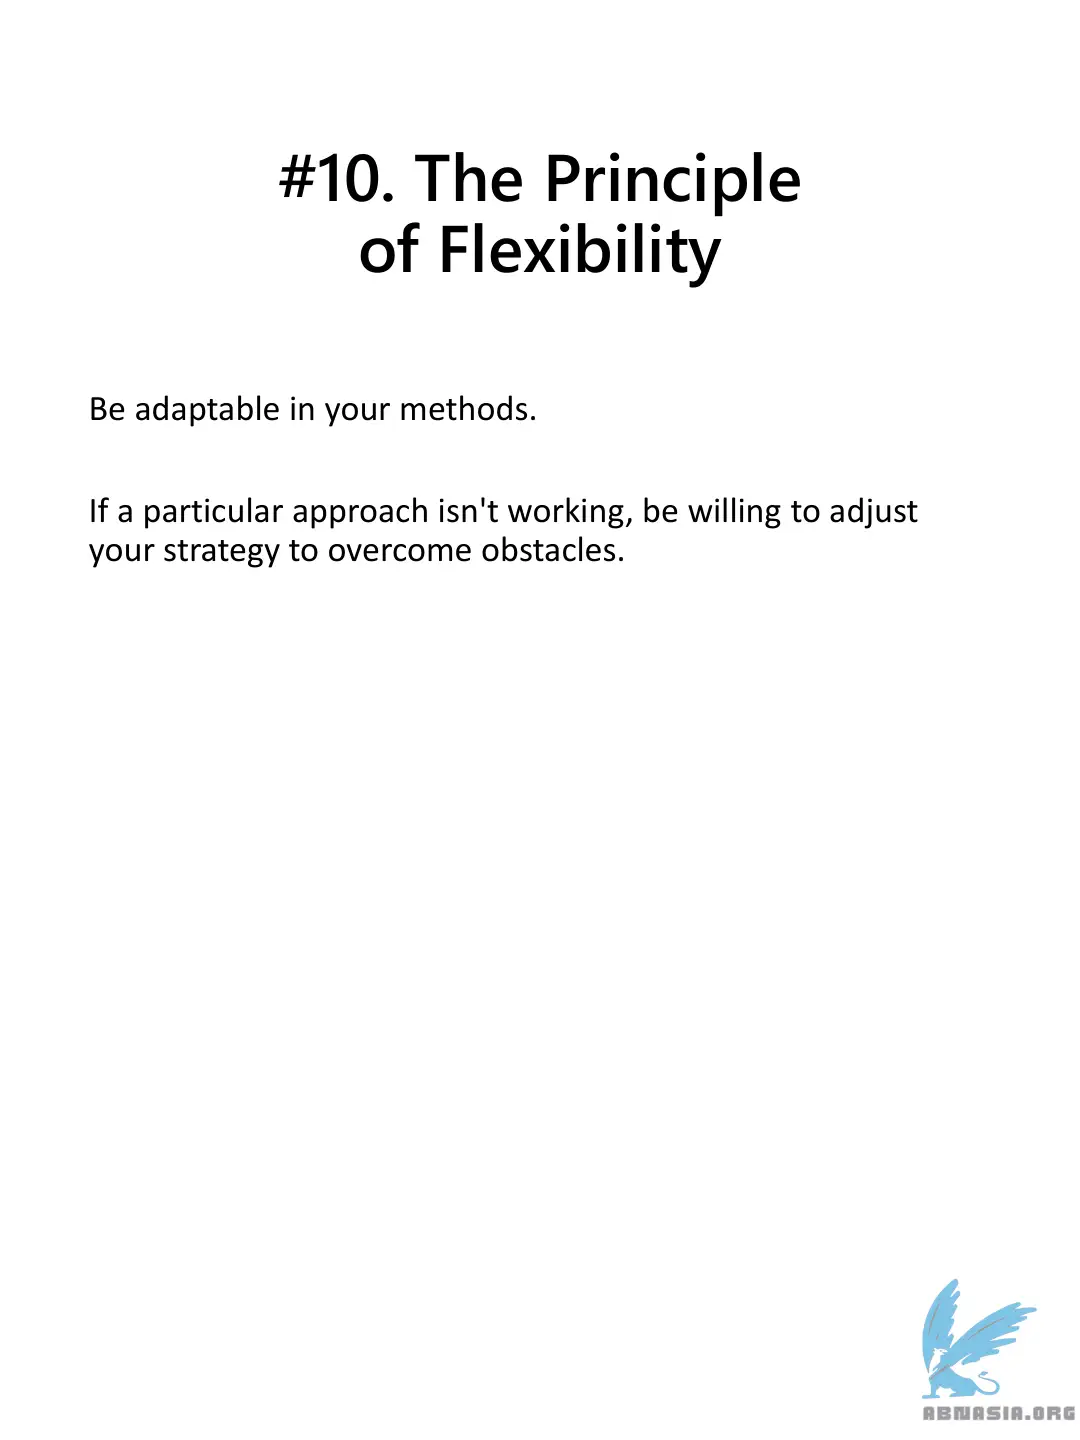 #10. The Principle
of Flexibility
Be adaptable in your methods.
If a particular approach isn't working, be willing to adjust
your strategy to overcome obstacles.
ABNASIA.ORG